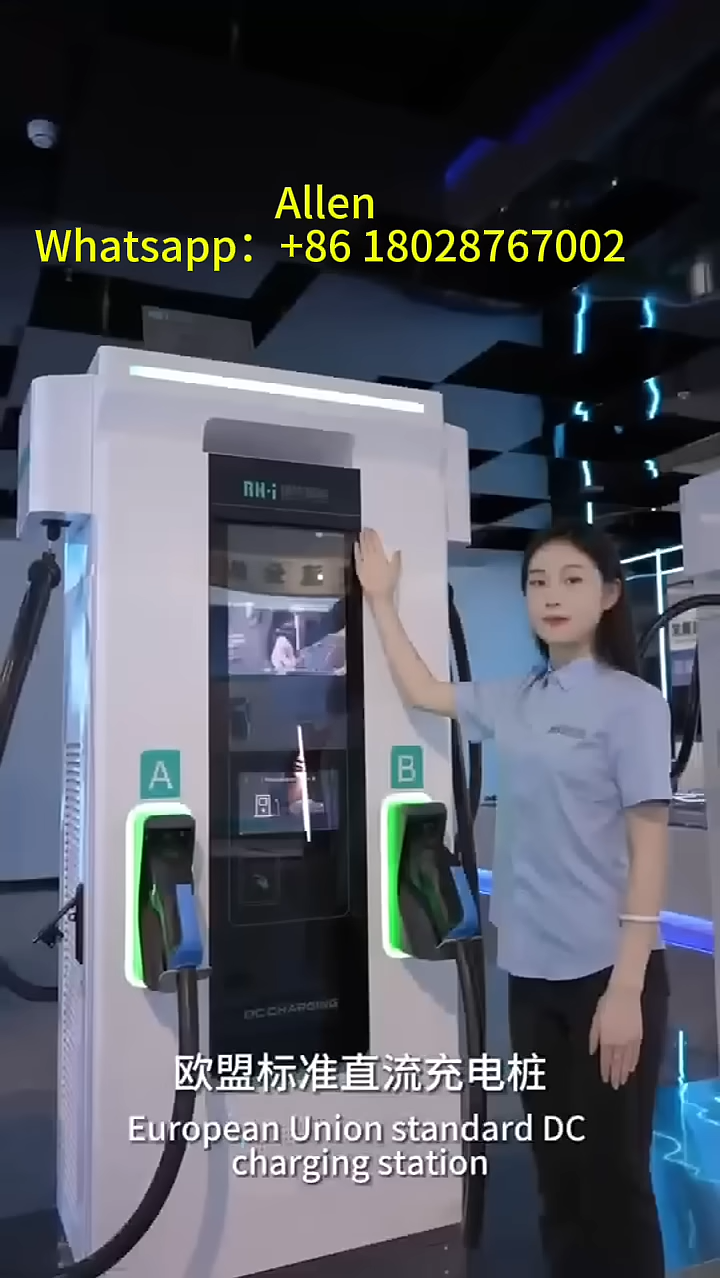 Allen
Whatsapp：+86 18028767002
A
B
DC CHARGING
欧盟标准直流充电桩
European Union standard DC
charging station